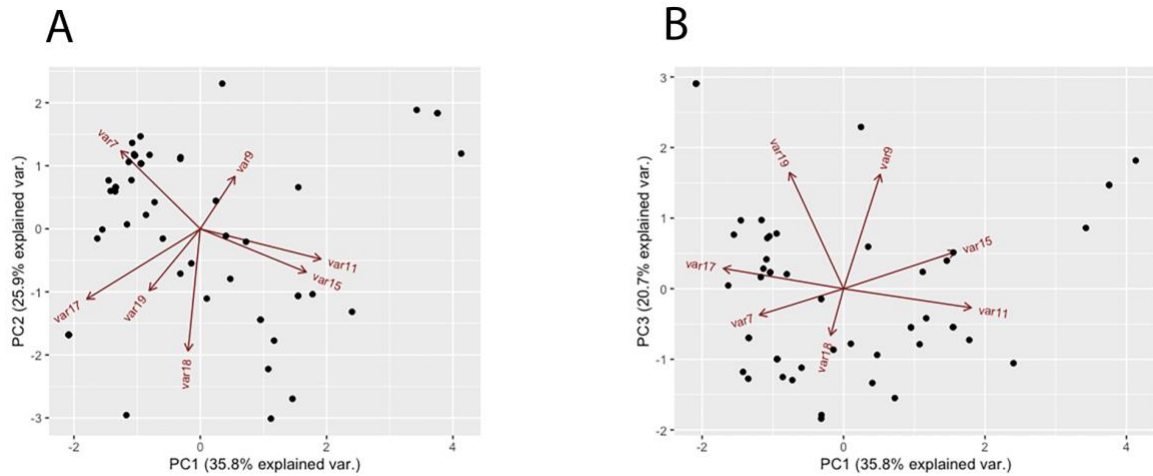 A
B
PC2 (25.9% explained var.)
2
1
0
-1
-2
-3
var7
var9
var11
var15
var17
var19
var18
-2
0
2
4
PC1 (35.8% explained var.)
PC3 (20.7% explained var.)
3
2
1
0
-1
-2
var19
var9
var15
var17
var7
var11
var18
-2
0
2
4
PC1 (35.8% explained var.)